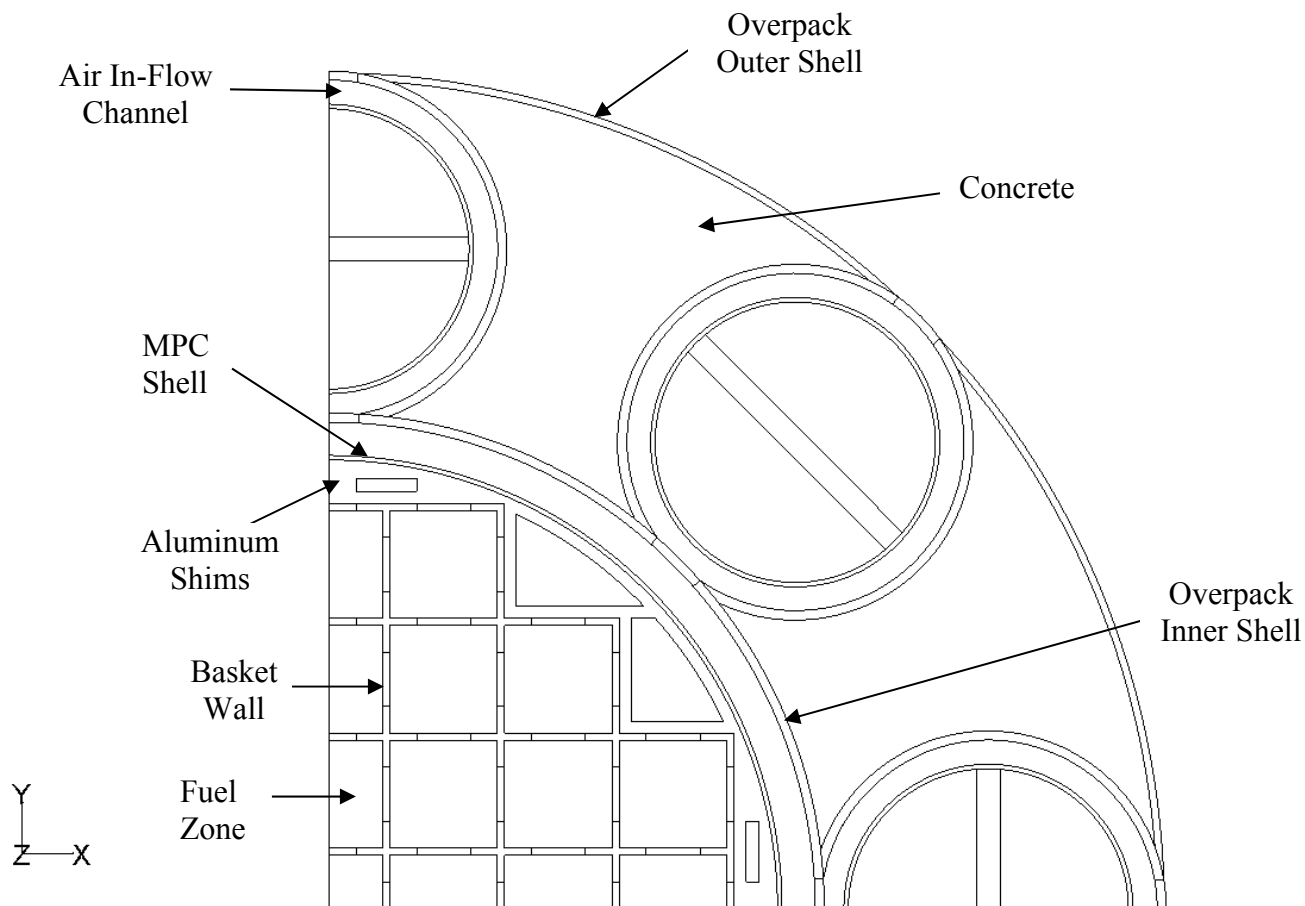 Overpack
Outer Shell
Air In-Flow
Channel
Concrete
MPC
Shell
Aluminum
Shims
Overpack
Inner Shell
Basket
Wall
Fuel
Zone
Y
Z X